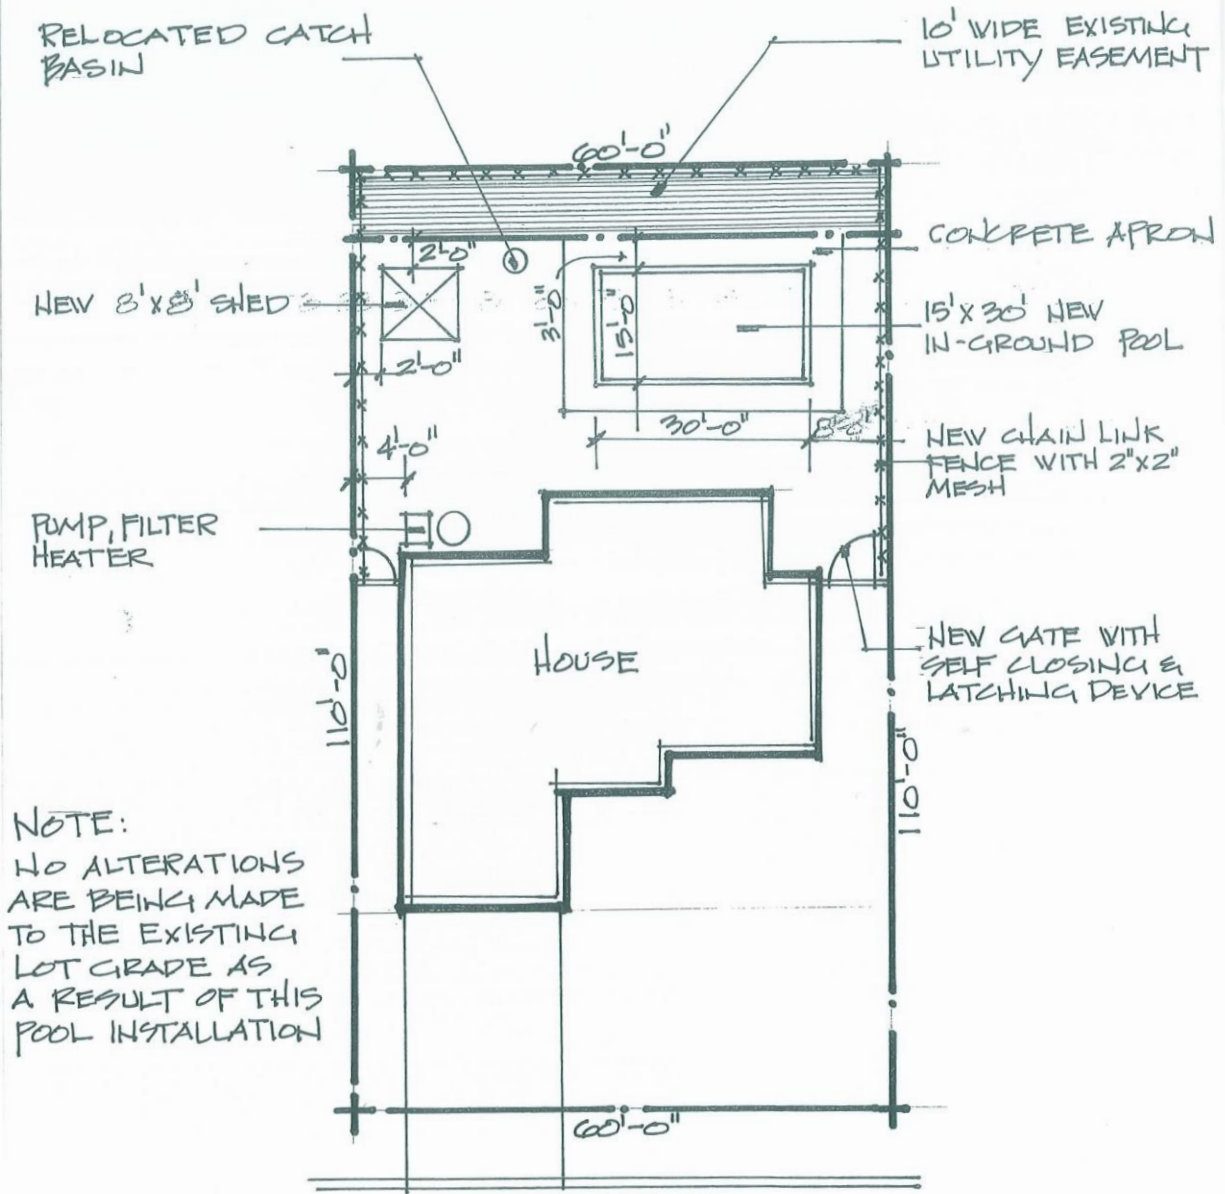 RELOCATED CATCH
BASIN
10' WIDE EXISTING
UTILITY EASEMENT
60'-0"
CONCRETE APRON
2'-0"
NEW 8'X8' SHED
3'-0"
15'-0"
15'X30' NEW
IN-GROUND POOL
2'-0"
30'-0"
8'-0"
4'-0"
NEW CHAIN LINK
FENCE WITH 2"X2"
MESH
PUMP, FILTER
HEATER
HOUSE
NEW GATE WITH
SELF CLOSING &
LATCHING DEVICE
110'-0"
110'-0"
NOTE:
NO ALTERATIONS
ARE BEING MADE
TO THE EXISTING
LOT GRADE AS
A RESULT OF THIS
POOL INSTALLATION
60'-0"